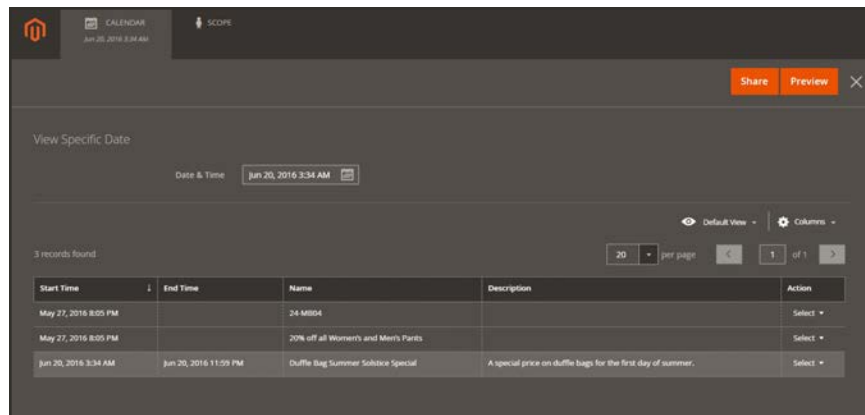 CALENDAR
SCOPE
Jun 20, 2016 3:34 AM
Share
Preview
View Specific Date
Date & Time
Jun 20, 2016 3:34 AM
Default View
Columns
3 records found
20
per page
1
of 1
Start Time
End Time
Name
Description
Action
May 27, 2016 8:05 PM
24-MB04
Select
May 27, 2016 8:05 PM
20% off all Women's and Men's Pants
Select
Jun 20, 2016 3:34 AM
Jun 20, 2016 11:59 PM
Duffle Bag Summer Solstice Special
A special price on duffle bags for the first day of summer.
Select